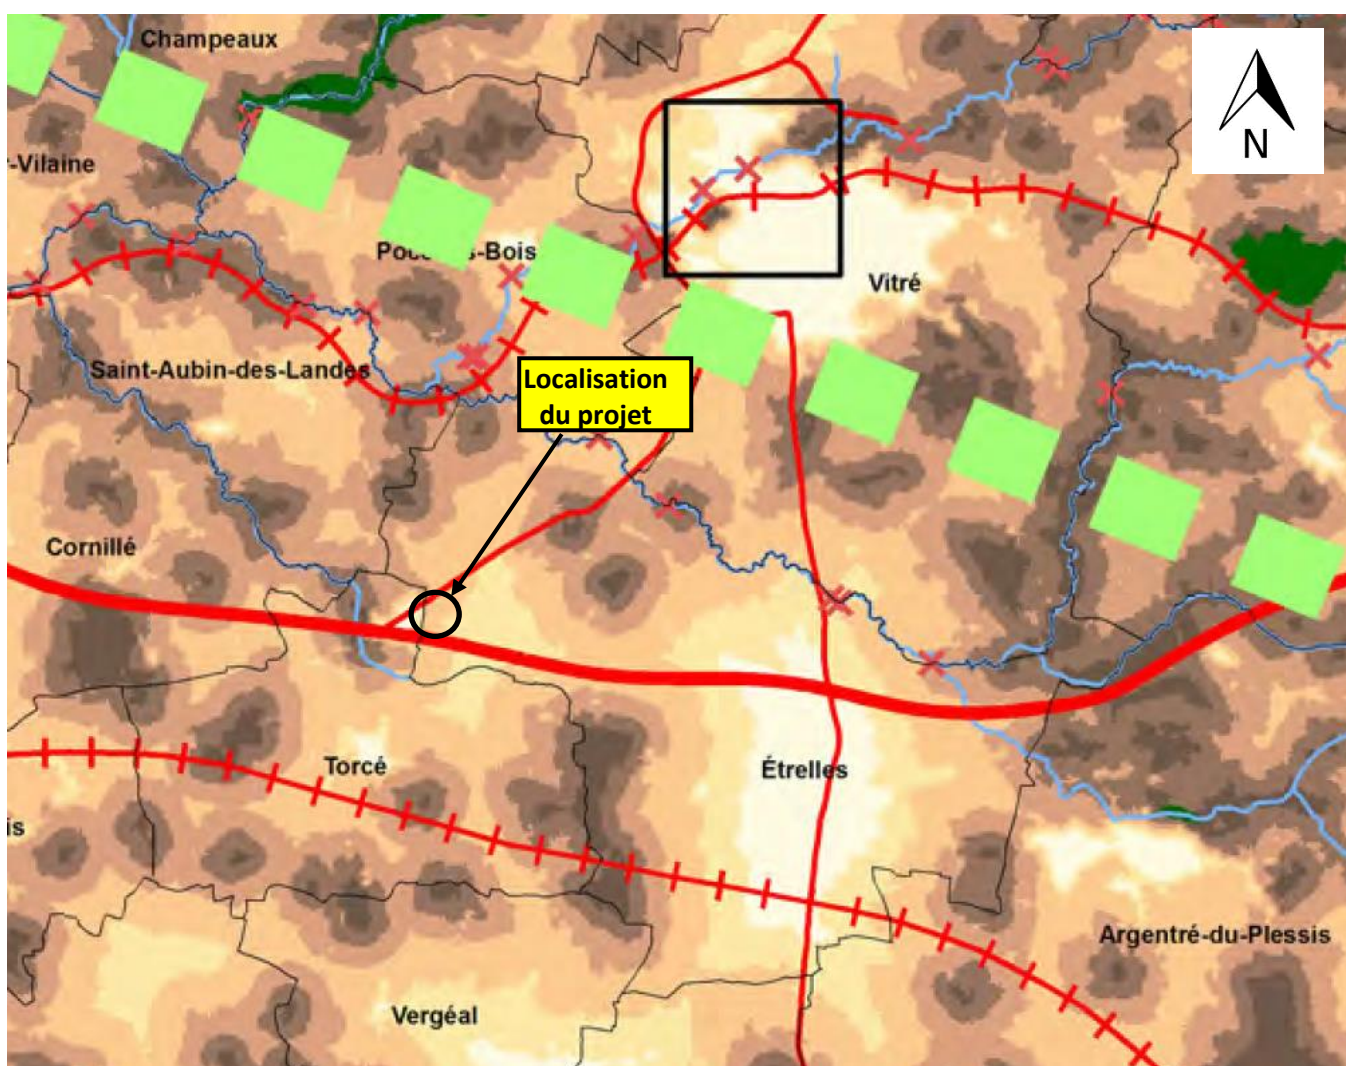 Champeaux
N
-Vilaine
Poc
s-Bois
Vitré
Saint-Aubin-des-Landes
Localisation
du projet
Cornillé
Torcé
Étrelles
is
Argentré-du-Plessis
Vergéal